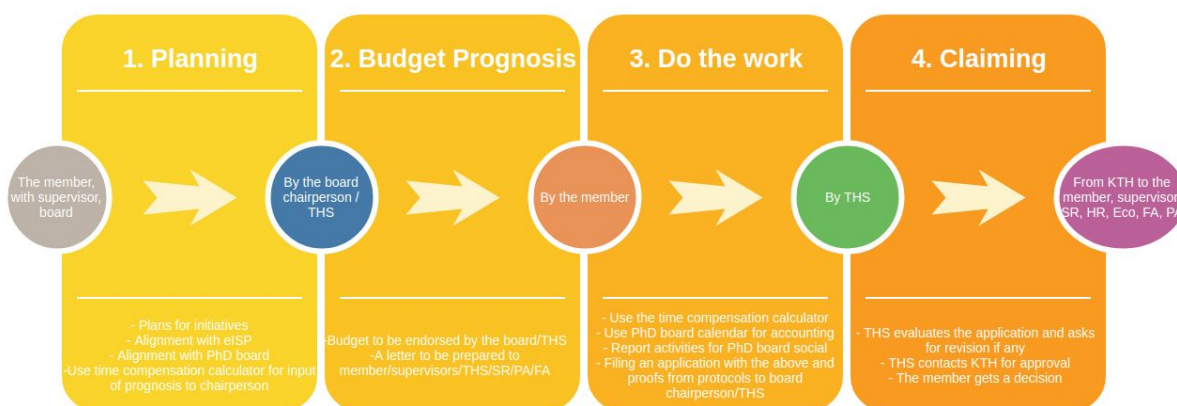 1. Planning
2. Budget Prognosis
3. Do the work
4. Claiming
The member,
with supervisor,
board
By the board
chairperson /
THS
By the member
By THS
From KTH to the
member, supervisor,
SR, HR, Eco, FA, PA
- Plans for initiatives
- Alignment with eISP
- Alignment with PhD board
-Use time compensation calculator for input
of prognosis to chairperson
-Budget to be endorsed by the board/THS
-A letter to be prepared to
member/supervisors/THS/SR/PA/FA
- Use the time compensation calculator
- Use PhD board calendar for accounting
- Report activities for PhD board social
- Filing an application with the above and
proofs from protocols to board
chairperson/THS
- THS evaluates the application and asks
for revision if any
- THS contacts KTH for approval
- The member gets a decision